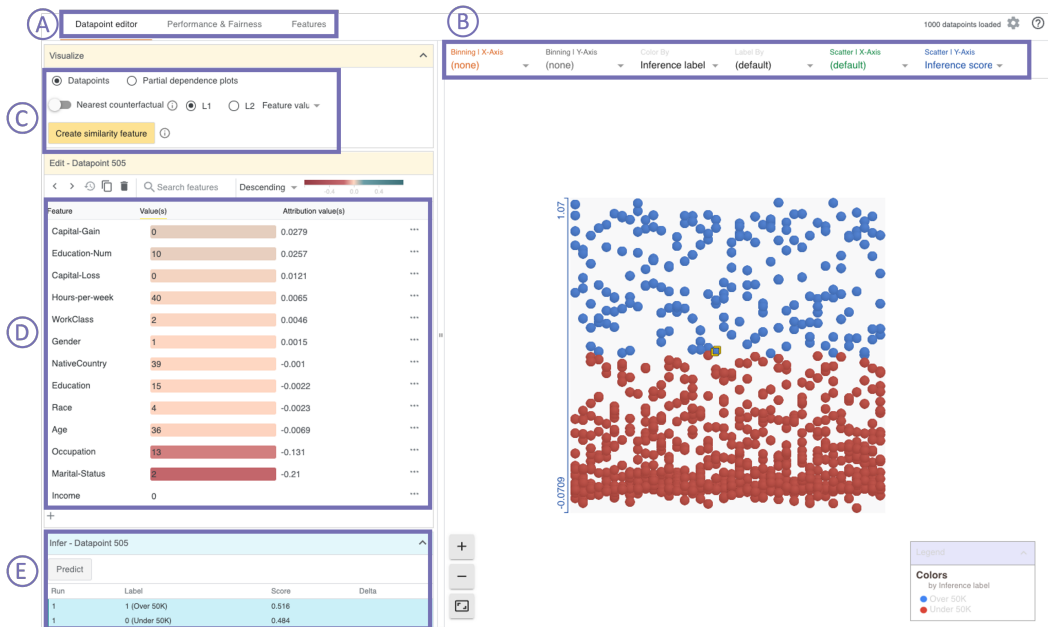 A
Datapoint editor
Performance & Fairness
Features
B
1000 datapoints loaded
Visualize
Binning | X-Axis
(none)
Binning | Y-Axis
(none)
Color By
Inference label
Label By
(default)
Scatter | X-Axis
(default)
Scatter | Y-Axis
Inference score
C
Datapoints
Partial dependence plots
Nearest counterfactual
L1
L2
Feature valu
Create similarity feature
Edit - Datapoint 505
Search features
Descending
-0.4 0.0 0.4
D
Feature Value(s) Attribution value(s)
Capital-Gain 0 0.0279
Education-Num 10 0.0257
Capital-Loss 0 0.0121
Hours-per-week 40 0.0065
WorkClass 2 0.0046
Gender 1 0.0015
NativeCountry 39 -0.001
Education 15 -0.0022
Race 4 -0.0023
Age 36 -0.0069
Occupation 13 -0.131
Marital-Status 2 -0.21
Income 0
1.07
-0.0709
E
Infer - Datapoint 505
Predict
Run Label Score Delta
1 1 (Over 50K) 0.516
1 0 (Under 50K) 0.484
Legend
Colors
by Inference label
Over 50K
Under 50K